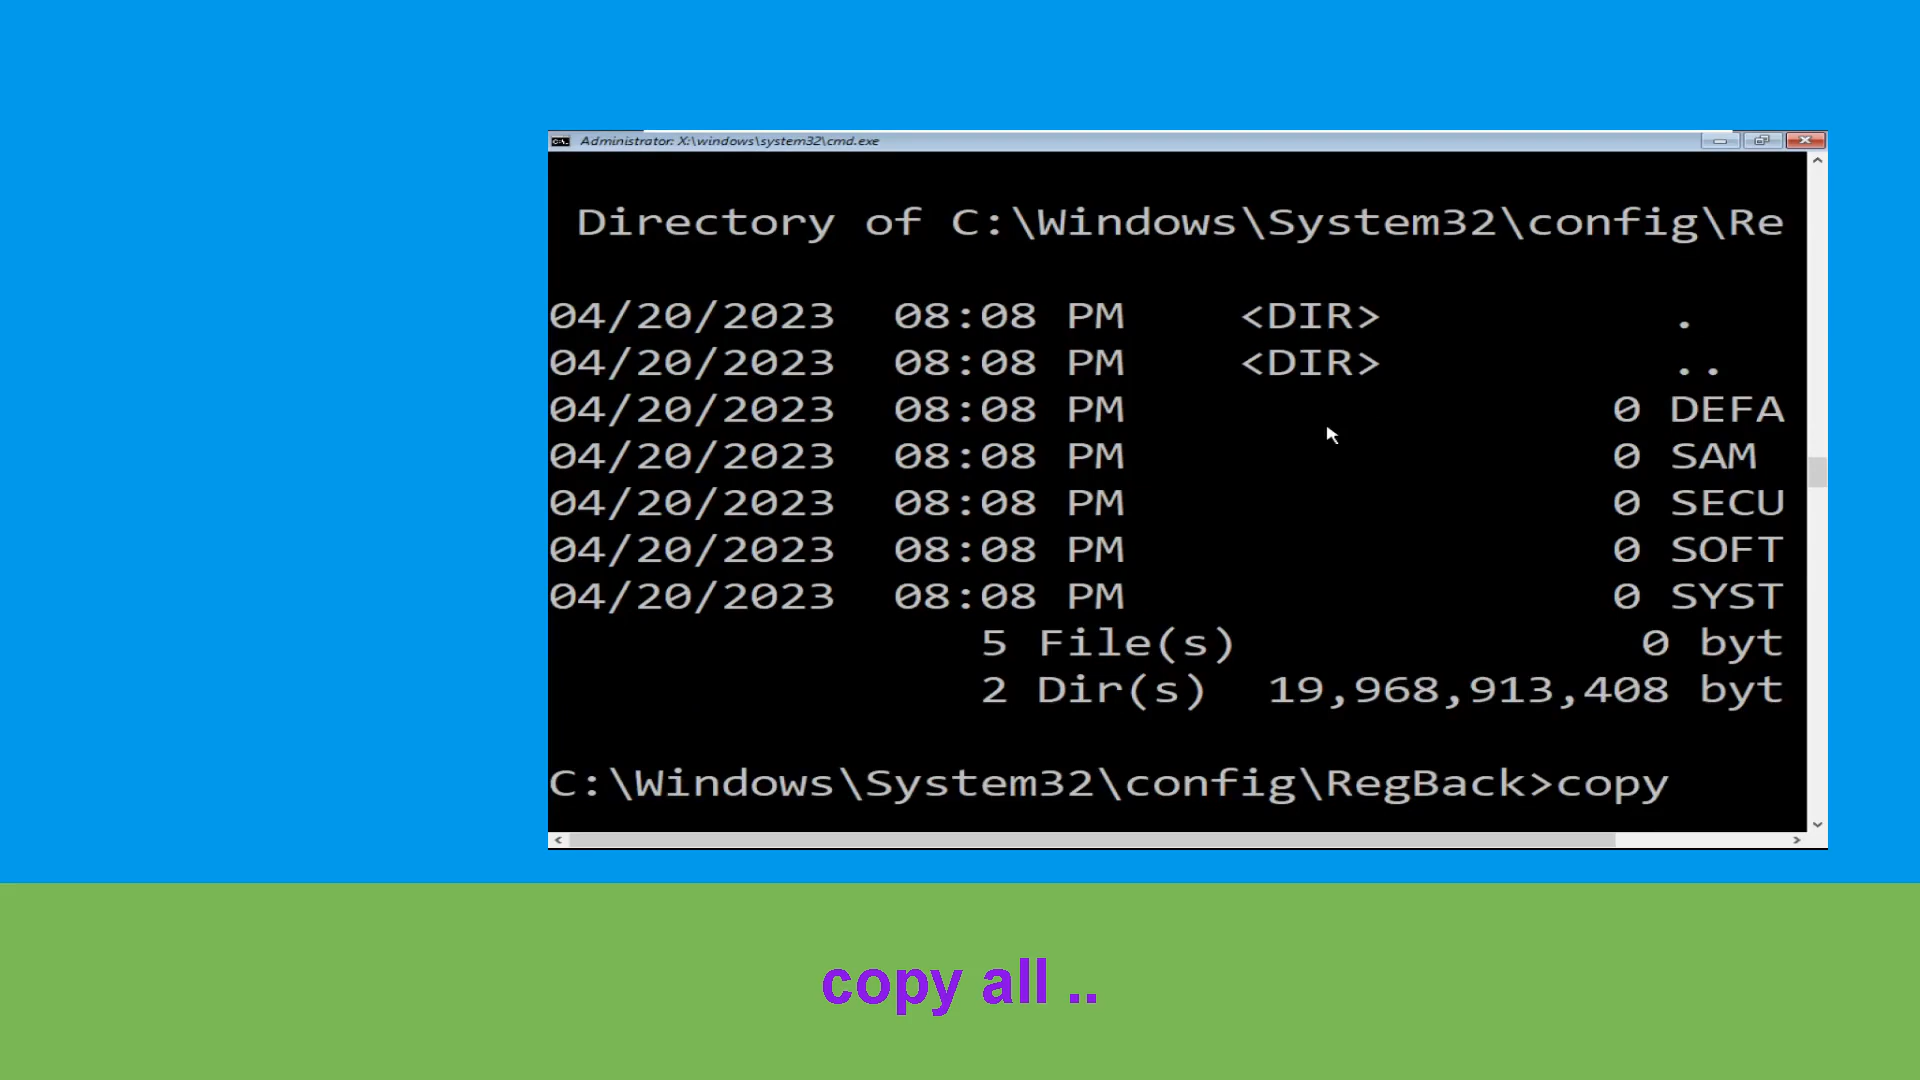 Administrator: X:\windows\system32\cmd.exe
Directory of C:\Windows\System32\config\Re
04/20/2023 08:08 PM <DIR> .
04/20/2023 08:08 PM <DIR> ..
04/20/2023 08:08 PM 0 DEFA
04/20/2023 08:08 PM 0 SAM
04/20/2023 08:08 PM 0 SECU
04/20/2023 08:08 PM 0 SOFT
04/20/2023 08:08 PM 0 SYST
5 File(s) 0 byt
2 Dir(s) 19,968,913,408 byt
C:\Windows\System32\config\RegBack>copy
copy all ..